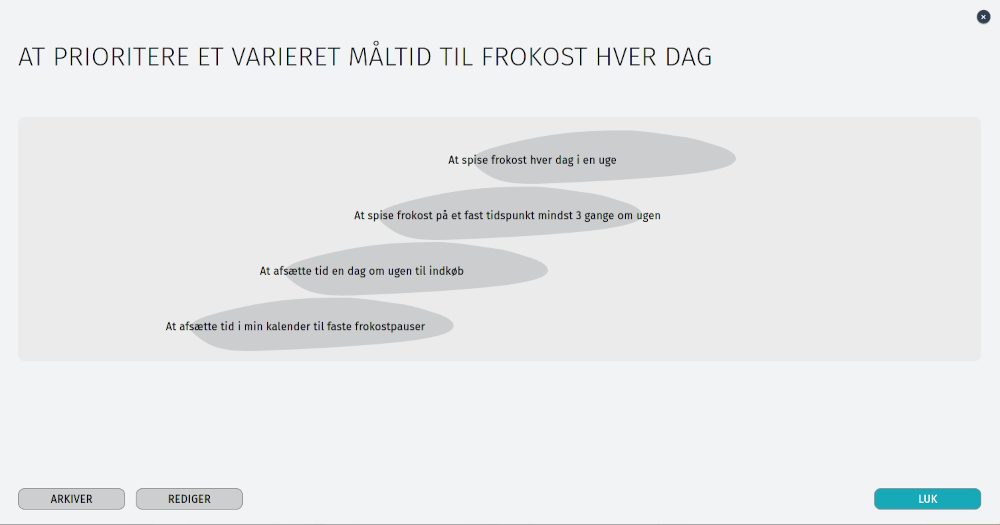 AT PRIORITERE ET VARIERET MÅLTID TIL FROKOST HVER DAG
At spise frokost hver dag i en uge
At spise frokost på et fast tidspunkt mindst 3 gange om ugen
At afsætte tid en dag om ugen til indkøb
At afsætte tid i min kalender til faste frokostpauser
ARKIVER
REDIGER
LUK